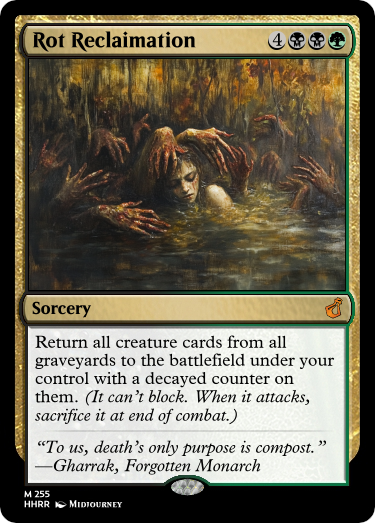 Rot Reclaimation 4
Sorcery
Return all creature cards from all
graveyards to the battlefield under your
control with a decayed counter on
them. (It can't block. When it attacks,
sacrifice it at end of combat.)
“To us, death's only purpose is compost.”
—Gharrak, Forgotten Monarch
M 255
HHRR Midjourney